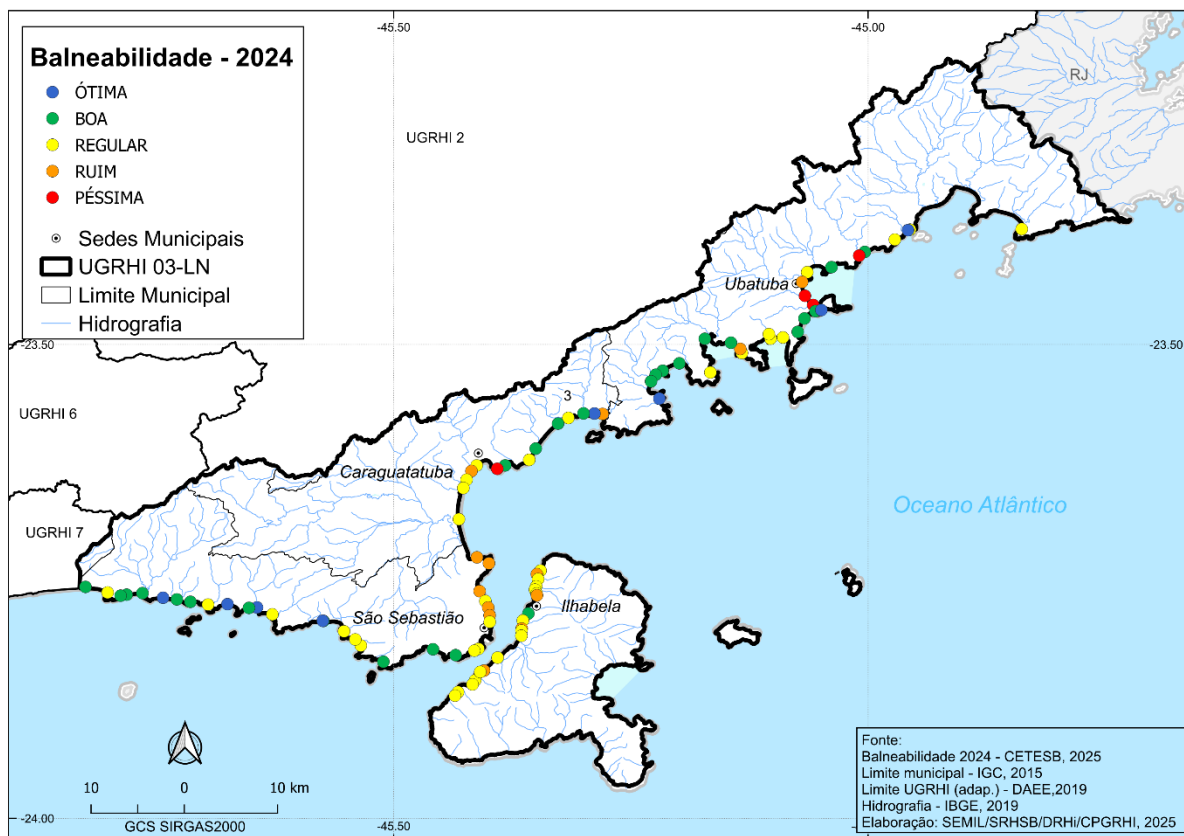 -45.50
-45.00
Balneabilidade - 2024
ÓTIMA
BOA
REGULAR
RUIM
PÉSSIMA
Sedes Municipais
UGRHI 03-LN
Limite Municipal
Hidrografia
RJ
UGRHI 2
Ubatuba
-23.50
-23.50
3
UGRHI 6
Caraguatatuba
Oceano Atlântico
UGRHI 7
Ilhabela
São Sebastião
10 0 10 km
GCS SIRGAS2000
Fonte:
Balneabilidade 2024 - CETESB, 2025
Limite municipal - IGC, 2015
Limite UGRHI (adap.) - DAEE,2019
Hidrografia - IBGE, 2019
Elaboração: SEMIL/SRHSB/DRHi/CPGRHI, 2025
-24.00
-45.50
-45.00